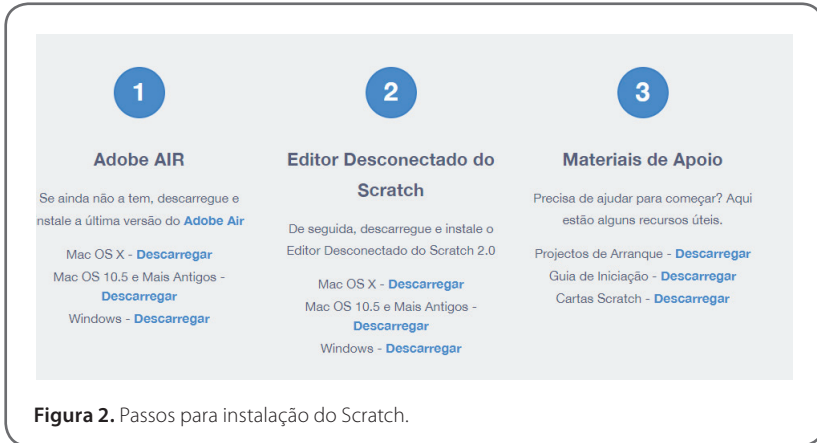 1
Adobe AIR
Se ainda não a tem, descarregue e
nstale a última versão do Adobe Air
Mac OS X - Descarregar
Mac OS 10.5 e Mais Antigos -
Descarregar
Windows - Descarregar
2
Editor Desconectado do
Scratch
De seguida, descarregue e instale o
Editor Desconectado do Scratch 2.0
Mac OS X - Descarregar
Mac OS 10.5 e Mais Antigos -
Descarregar
Windows - Descarregar
3
Materiais de Apoio
Precisa de ajudar para começar? Aqui
estão alguns recursos úteis.
Projectos de Arranque - Descarregar
Guia de Iniciação - Descarregar
Cartas Scratch - Descarregar
Figura 2. Passos para instalação do Scratch.